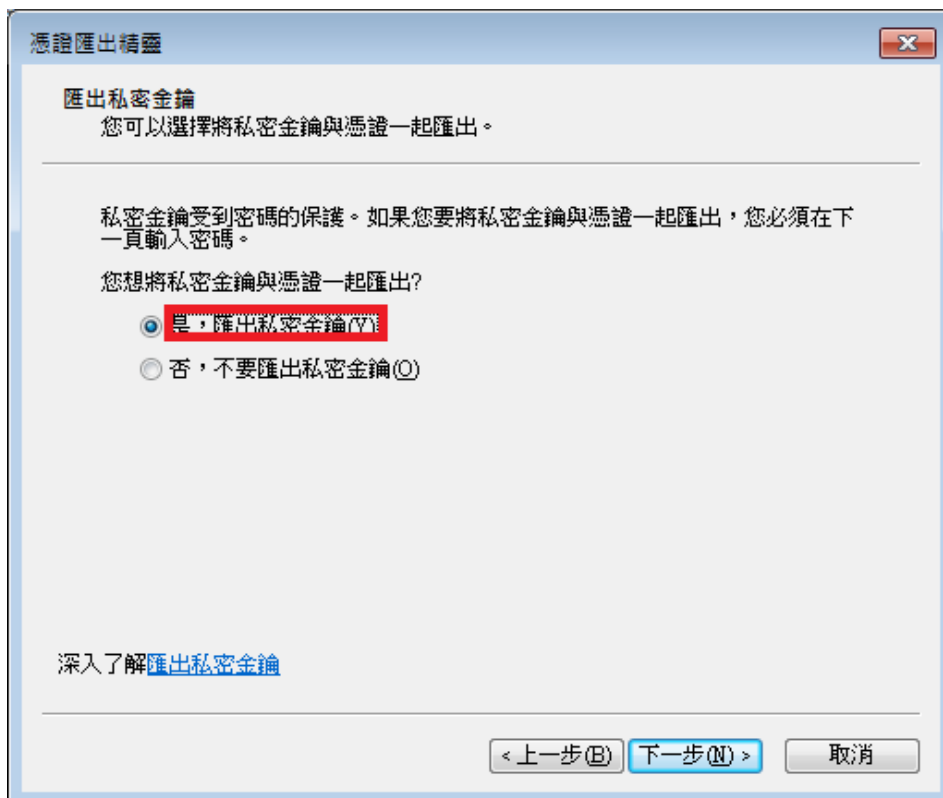 憑證匯出精靈
匯出私密金鑰
您可以選擇將私密金鑰與憑證一起匯出。
私密金鑰受到密碼的保護。如果您要將私密金鑰與憑證一起匯出，您必須在下
一頁輸入密碼。
您想將私密金鑰與憑證一起匯出?
是，匯出私密金鑰(Y)
否，不要匯出私密金鑰(O)
深入了解匯出私密金鑰
<上一步(B) 下一步(N)> 取消